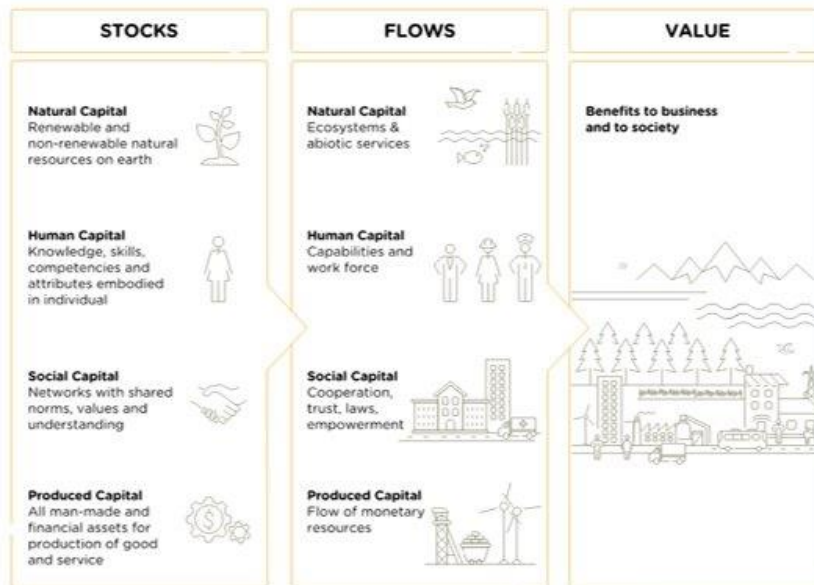 STOCKS
FLOWS
VALUE
Natural Capital
Renewable and
non-renewable natural
resources on earth
Human Capital
Knowledge, skills,
competencies and
attributes embodied
in individual
Social Capital
Networks with shared
norms, values and
understanding
Produced Capital
All man-made and
financial assets for
production of good
and service
$
Natural Capital
Ecosystems &
abiotic services
Human Capital
Capabilities and
work force
Social Capital
Cooperation,
trust, laws,
empowerment
Produced Capital
Flow of monetary
resources
Benefits to business
and to society